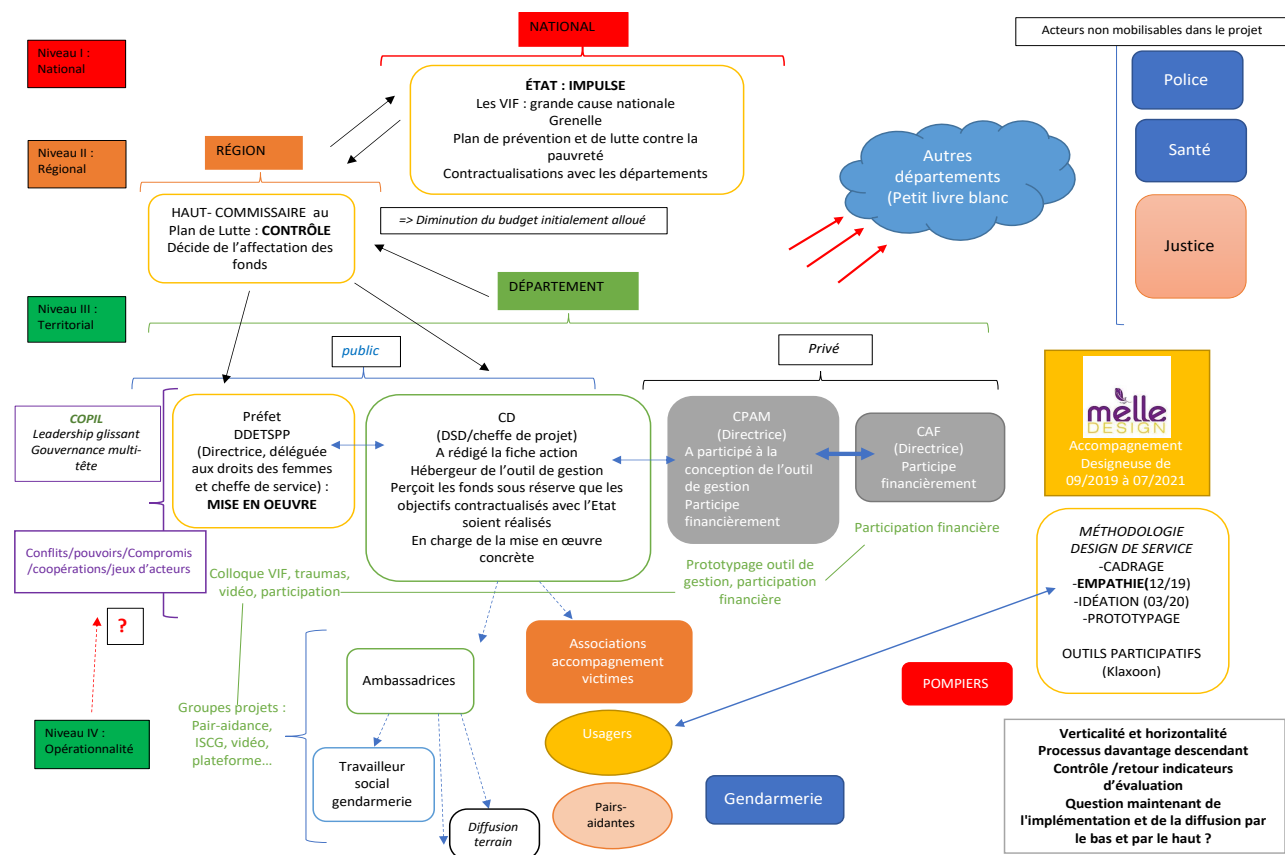 NATIONAL
Acteurs non mobilisables dans le projet
Niveau I :
National
ÉTAT : IMPULSE
Les VIF : grande cause nationale
Grenelle
Plan de prévention et de lutte contre la
pauvreté
Contractualisations avec les départements
Police
Niveau II :
Régional
RÉGION
Autres
départements
(Petit livre blanc
Santé
HAUT- COMMISSAIRE au
Plan de Lutte : CONTRÔLE
Décide de l'affectation des
fonds
=> Diminution du budget initialement alloué
Justice
Niveau III :
Territorial
DÉPARTEMENT
public
Privé
COPIL
Leadership glissant
Gouvernance multi-
tête
Préfet
DDETSPP
(Directrice, déléguée
aux droits des femmes
et cheffe de service) :
MISE EN OEUVRE
CD
(DSD/cheffe de projet)
A rédigé la fiche action
Hébergeur de l'outil de gestion
Perçoit les fonds sous réserve que les
objectifs contractualisés avec l'Etat
soient réalisés
En charge de la mise en œuvre
concrète
CPAM
(Directrice)
A participé à la
conception de l'outil
de gestion
Participe
financièrement
CAF
(Directrice)
Participe
financièrement
melle
DESIGN
Accompagnement
Designeuse de
09/2019 à 07/2021
Conflits/pouvoirs/Compromis
/coopérations/jeux d'acteurs
Colloque VIF, traumas,
vidéo, participation
Prototypage outil de
gestion, participation
financière
Participation financière
MÉTHODOLOGIE
DESIGN DE SERVICE
-CADRAGE
-EMPATHIE(12/19)
-IDÉATION (03/20)
-PROTOTYPAGE
OUTILS PARTICIPATIFS
(Klaxoon)
?
Ambassadrices
Associations
accompagnement
victimes
POMPIERS
Niveau IV :
Opérationnalité
Groupes projets :
Pair-aidance,
ISCG, vidéo,
plateforme…
Usagers
Travailleur
social
gendarmerie
Diffusion
terrain
Pairs-
aidantes
Gendarmerie
Verticalité et horizontalité
Processus davantage descendant
Contrôle /retour indicateurs
d'évaluation
Question maintenant de
l'implémentation et de la diffusion par
le bas et par le haut ?